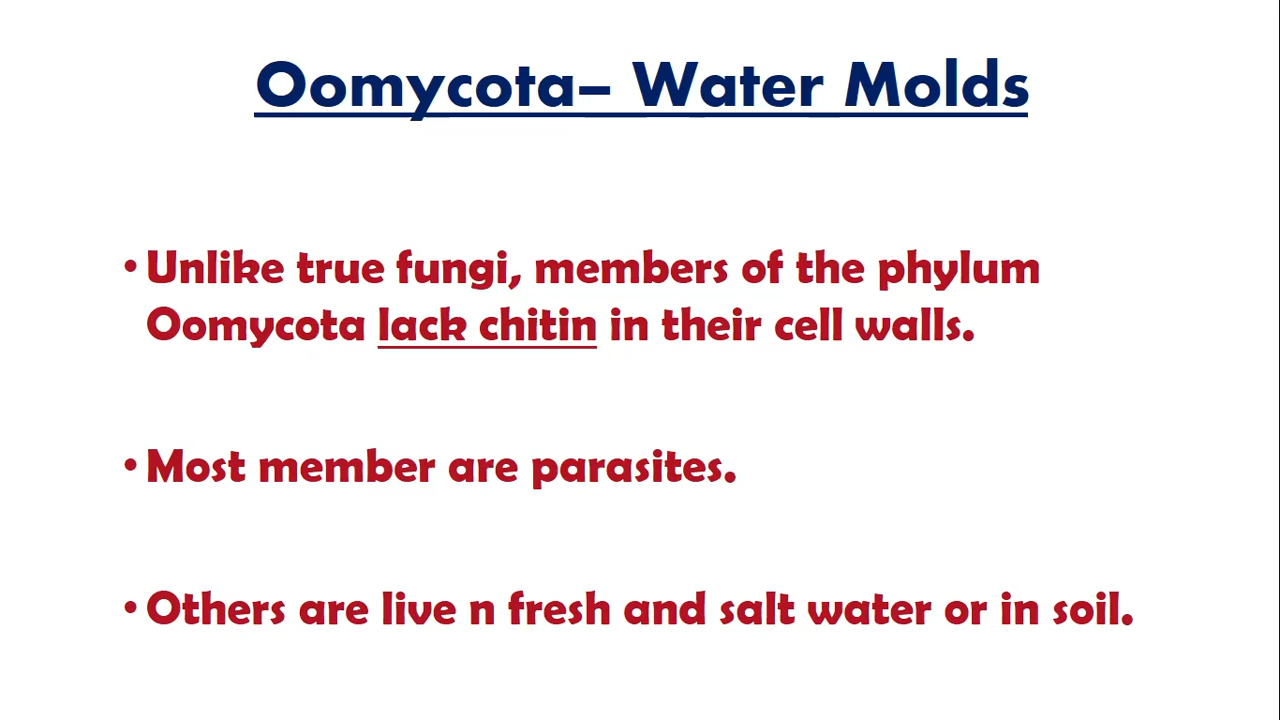 Oomycota– Water Molds
• Unlike true fungi, members of the phylum
Oomycota lack chitin in their cell walls.
• Most member are parasites.
• Others are live n fresh and salt water or in soil.